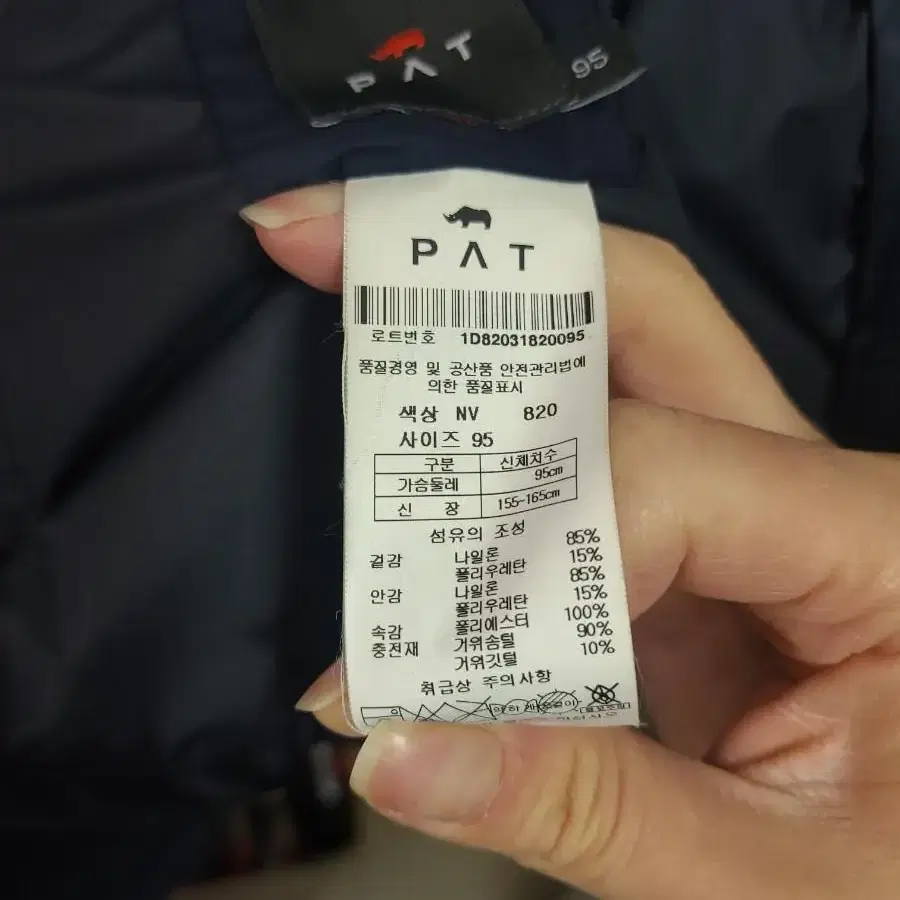 PAT
95
PAT
로트번호 1D82031820095
품질경영 및 공산품 안전관리법에
의한 품질표시
색상 NV 820
사이즈 95
구분 신체치수
가슴둘레 95cm
신 장 155-165cm
섬유의 조성
겉감 나일론 85%
폴리우레탄 15%
안감 나일론 85%
폴리우레탄 15%
속감 폴리에스터 100%
충전재 거위솜털 90%
거위깃털 10%
취급상 주의사항